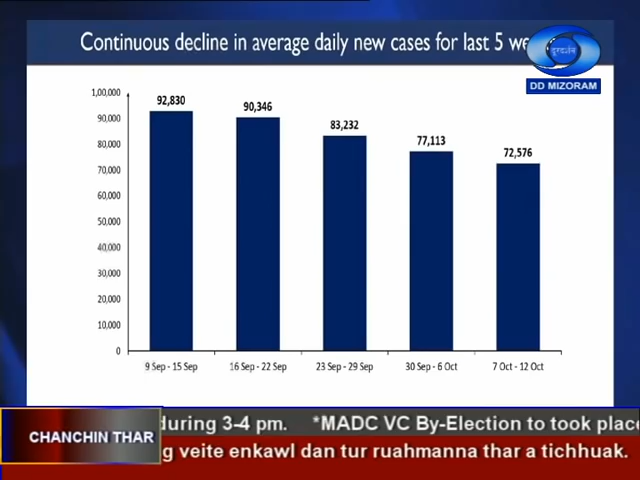 Continuous decline in average daily new cases for last 5 we
दूरदर्शन
DD MIZORAM
1,00,000
90,000
80,000
70,000
60,000
50,000
40,000
30,000
20,000
10,000
0
92,830
90,346
83,232
77,113
72,576
9 Sep - 15 Sep
16 Sep - 22 Sep
23 Sep - 29 Sep
30 Sep - 6 Oct
7 Oct - 12 Oct
CHANCHIN THAR
during 3-4 pm. *MADC VC By-Election to took place
g veite enkawl dan tur ruahmanna thar a tichhuak.